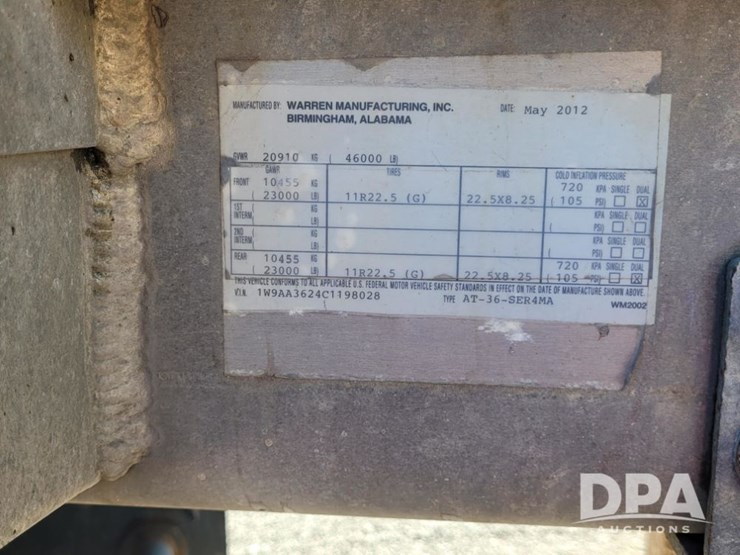 MANUFACTURED BY: WARREN MANUFACTURING, INC. DATE: May 2012
BIRMINGHAM, ALABAMA
GVWR 20910 KG ( 46000 LB)
GAWR TIRES RIMS COLD INFLATION PRESSURE
FRONT 10455 KG 720 KPA SINGLE DUAL
( 23000 LB) 11R22.5 (G) 22.5X8.25 ( 105 PSI)
1ST KG KPA SINGLE DUAL
INTERM. ( LB) ( PSI)
2ND KG KPA SINGLE DUAL
INTERM. ( LB) ( PSI)
REAR 10455 KG 720 KPA SINGLE DUAL
( 23000 LB) 11R22.5 (G) 22.5X8.25 ( 105 PSI)
THIS VEHICLE CONFORMS TO ALL APPLICABLE U.S. FEDERAL MOTOR VEHICLE SAFETY STANDARDS IN EFFECT ON THE DATE OF MANUFACTURE SHOWN ABOVE.
V.I.N. 1W9AA3624C1198028 TYPE AT-36-SER4MA WM2002
DPA
AUCTIONS